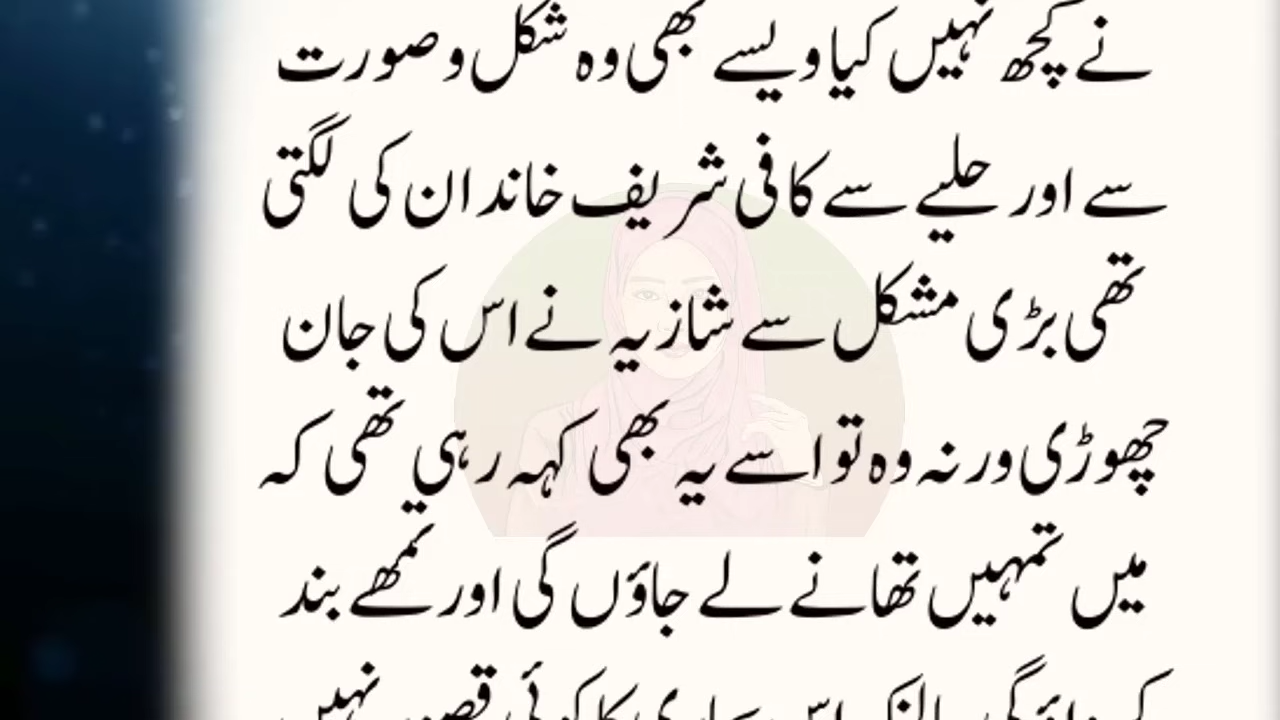 نے کچھ نہیں کیا ویسے بھی وہ شکل و صورت
سے اور حلیے سے کافی شریف خاندان کی لگتی
تھی بڑی مشکل سے شازیہ نے اس کی جان
چھوڑی ورنہ وہ تو اسے یہ بھی کہہ رہی تھی کہ
میں تمہیں تھانے لے جاؤں گی اور تمھے بند